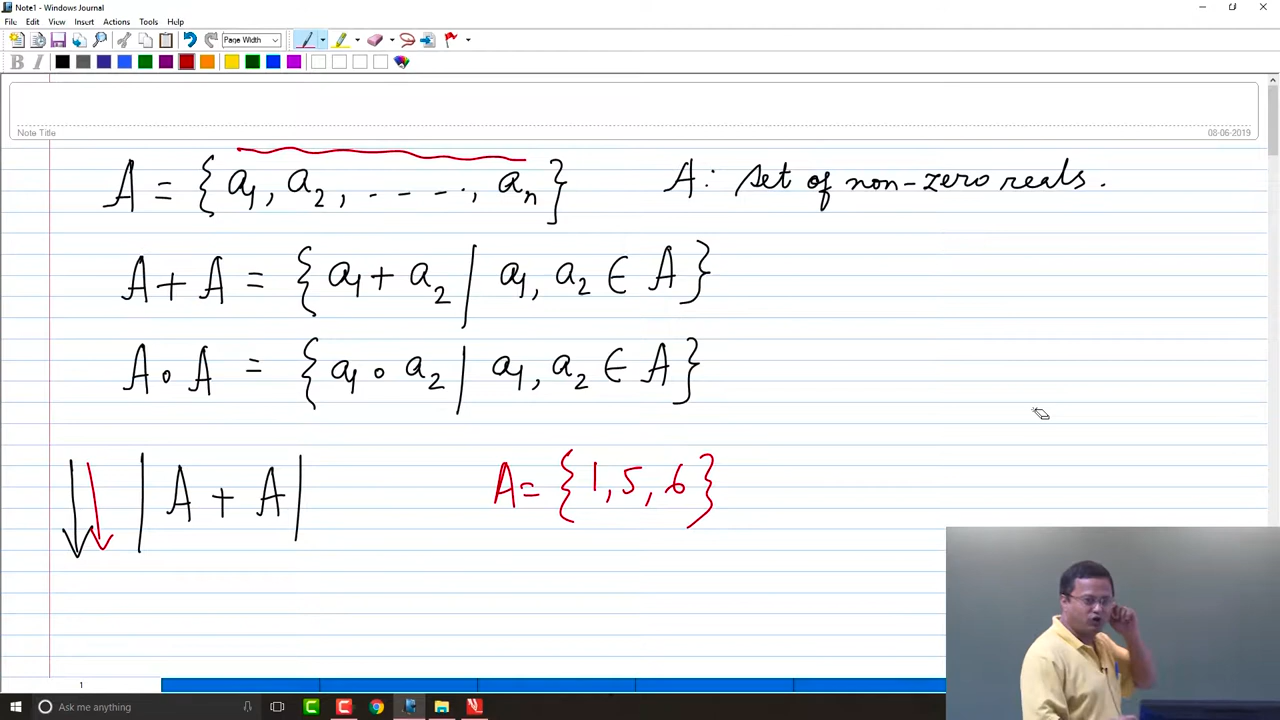 Note1 - Windows Journal
File Edit View Insert Actions Tools Help
Page Width
B I
Note Title
08-06-2019
A = {a₁, a₂, - - - - ·, aₙ} A: Set of non-zero reals.
A + A = {a₁ + a₂ | a₁, a₂ ∈ A}
A ∘ A = {a₁ ∘ a₂ | a₁, a₂ ∈ A}
|A + A| A = {1, 5, 6}
1
Ask me anything